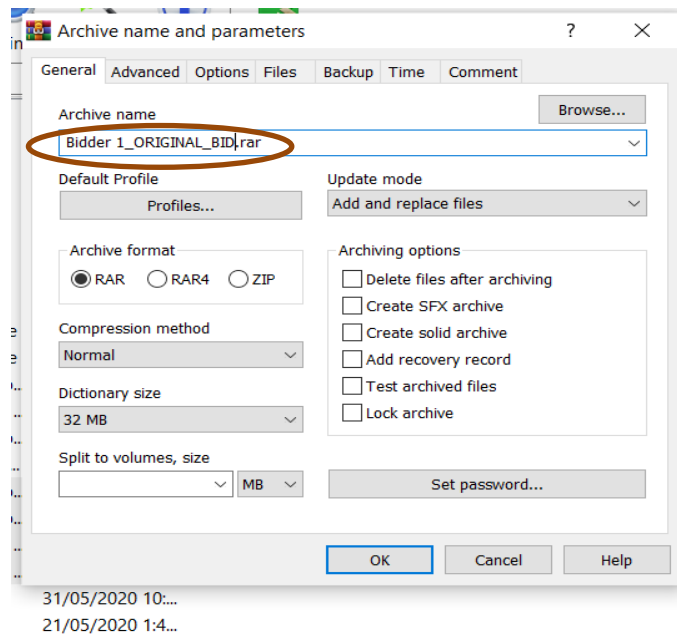 Archive name and parameters ?
in
General Advanced Options Files Backup Time Comment
Archive name Browse...
Bidder 1_ORIGINAL_BID.rar
Default Profile Update mode
Profiles... Add and replace files
Archive format Archiving options
RAR RAR4 ZIP Delete files after archiving
Create SFX archive
Compression method Create solid archive
Normal Add recovery record
Dictionary size Test archived files
32 MB Lock archive
Split to volumes, size
MB Set password...
OK Cancel Help
31/05/2020 10:...
21/05/2020 1:4...